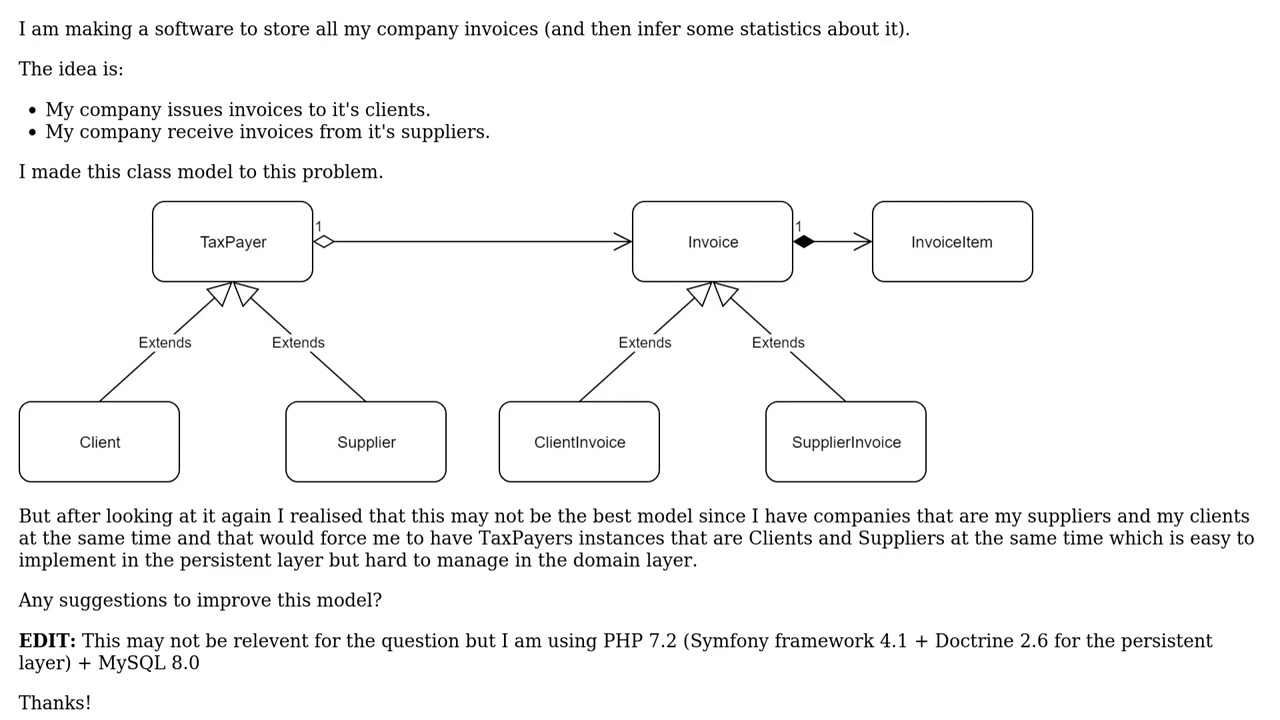 I am making a software to store all my company invoices (and then infer some statistics about it).
The idea is:
• My company issues invoices to it's clients.
• My company receive invoices from it's suppliers.
I made this class model to this problem.
1
1
TaxPayer
Invoice
InvoiceItem
Extends
Extends
Extends
Extends
Client
Supplier
ClientInvoice
SupplierInvoice
But after looking at it again I realised that this may not be the best model since I have companies that are my suppliers and my clients
at the same time and that would force me to have TaxPayers instances that are Clients and Suppliers at the same time which is easy to
implement in the persistent layer but hard to manage in the domain layer.
Any suggestions to improve this model?
EDIT: This may not be relevent for the question but I am using PHP 7.2 (Symfony framework 4.1 + Doctrine 2.6 for the persistent
layer) + MySQL 8.0
Thanks!